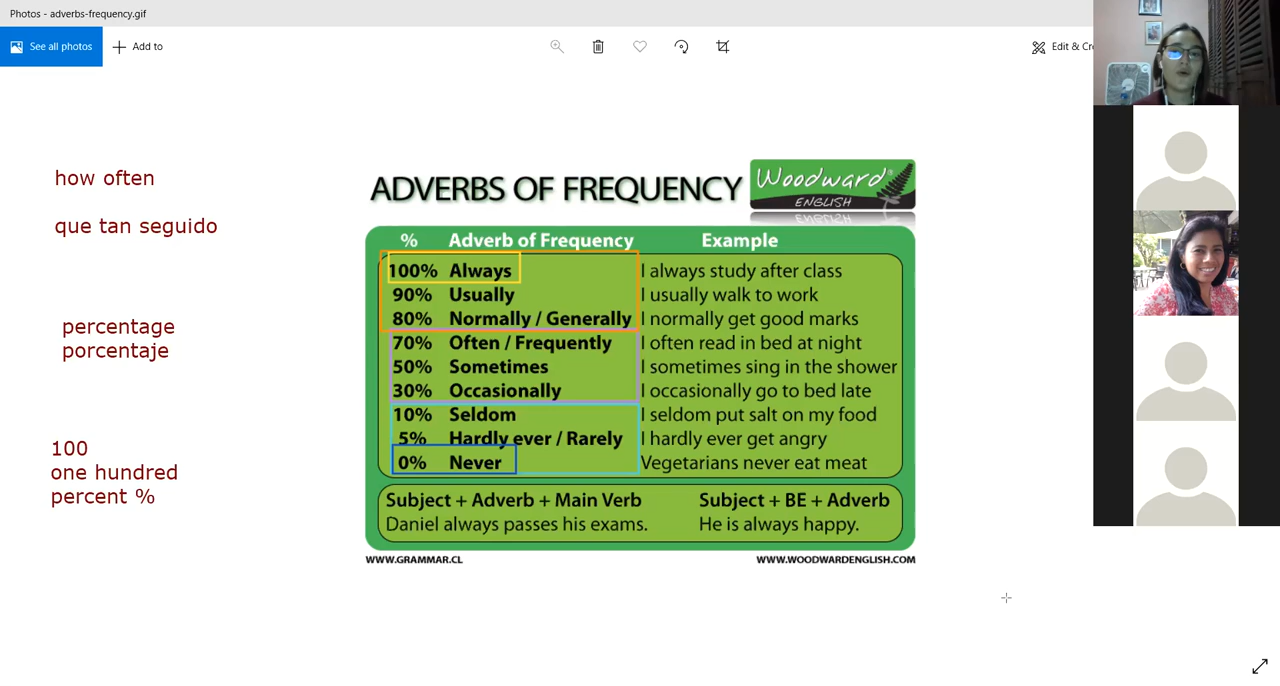 Photos - adverbs-frequency.gif
See all photos
Add to
Edit & Cr
how often
que tan seguido
percentage
porcentaje
100
one hundred
percent %
ADVERBS OF FREQUENCY
Woodward®
ENGLISH
% Adverb of Frequency Example
100% Always I always study after class
90% Usually I usually walk to work
80% Normally / Generally I normally get good marks
70% Often / Frequently I often read in bed at night
50% Sometimes I sometimes sing in the shower
30% Occasionally I occasionally go to bed late
10% Seldom I seldom put salt on my food
5% Hardly ever / Rarely I hardly ever get angry
0% Never Vegetarians never eat meat
Subject + Adverb + Main Verb Subject + BE + Adverb
Daniel always passes his exams. He is always happy.
WWW.GRAMMAR.CL WWW.WOODWARDENGLISH.COM